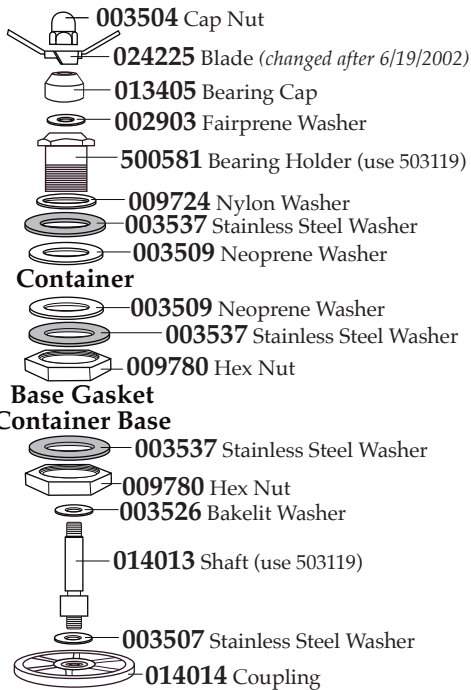 003504 Cap Nut
024225 Blade (changed after 6/19/2002)
013405 Bearing Cap
002903 Fairprene Washer
500581 Bearing Holder (use 503119)
009724 Nylon Washer
003537 Stainless Steel Washer
003509 Neoprene Washer
Container
003509 Neoprene Washer
003537 Stainless Steel Washer
009780 Hex Nut
Base Gasket
Container Base
003537 Stainless Steel Washer
009780 Hex Nut
003526 Bakelit Washer
014013 Shaft (use 503119)
003507 Stainless Steel Washer
014014 Coupling